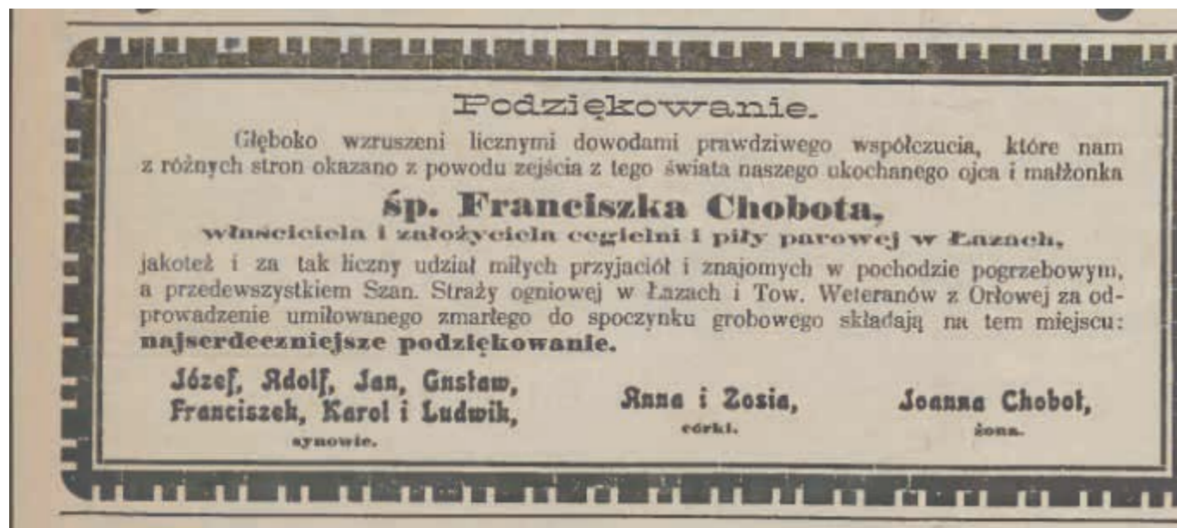 Podziękowanie.
Głęboko wzruszeni licznymi dowodami prawdziwego współczucia, które nam
z różnych stron okazano z powodu zejścia z tego świata naszego ukochanego ojca i małżonka
śp. Franciszka Chobota,
właściciela i założyciela cegielni i piły parowej w Łazach,
jakoteż i za tak liczny udział miłych przyjaciół i znajomych w pochodzie pogrzebowym,
a przedewszystkiem Szan. Straży ogniowej w Łazach i Tow. Weteranów z Orłowej za od-
prowadzenie umiłowanego zmarłego do spoczynku grobowego składają na tem miejscu:
najserdeczniejsze podziękowanie.
Józef, Adolf, Jan, Gustaw,
Franciszek, Karol i Ludwik,
synowie.
Anna i Zosia,
córki.
Joanna Chobot,
żona.